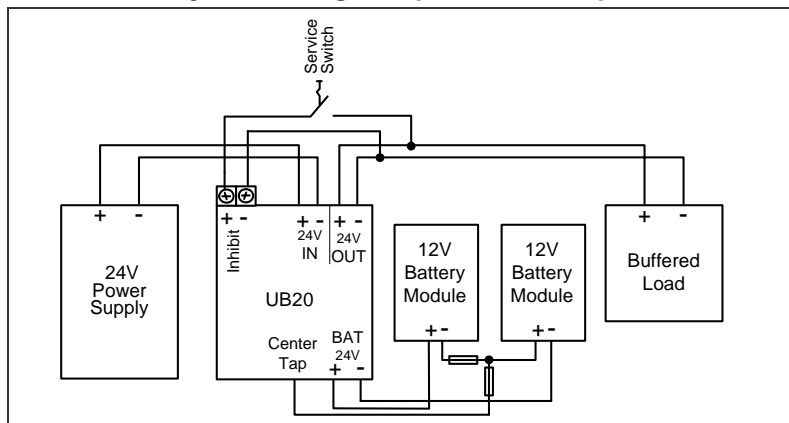 Service
Switch
+ -
24V
Power
Supply
+ -
Inhibit
+ -
24V
IN
+ -
24V
OUT
UB20
Center
Tap
BAT
24V
+ -
12V
Battery
Module
+ -
12V
Battery
Module
+ -
+ -
Buffered
Load